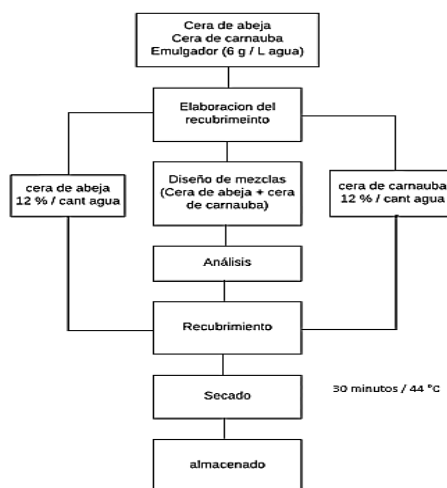 Cera de abeja
Cera de carnauba
Emulgador (6 g / L agua)
Elaboracion del
recubrimeinto
cera de abeja
12 % / cant agua
Diseño de mezclas
(Cera de abeja + cera
de carnauba)
cera de carnauba
12 % / cant agua
Análisis
Recubrimiento
Secado
30 minutos / 44 °C
almacenado